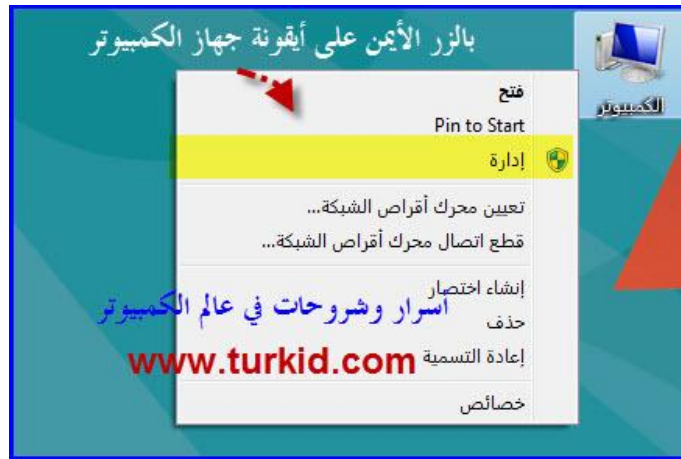 بالزر الأيمن على أيقونة جهاز الكمبيوتر
الكمبيوتر
فتح
Pin to Start
إدارة
تعيين محرك أقراص الشبكة...
قطع اتصال محرك أقراص الشبكة...
إنشاء اختصار
اسرار وشروحات في عالم الكمبيوتر
حذف
www.turkid.com
إعادة التسمية
خصائص